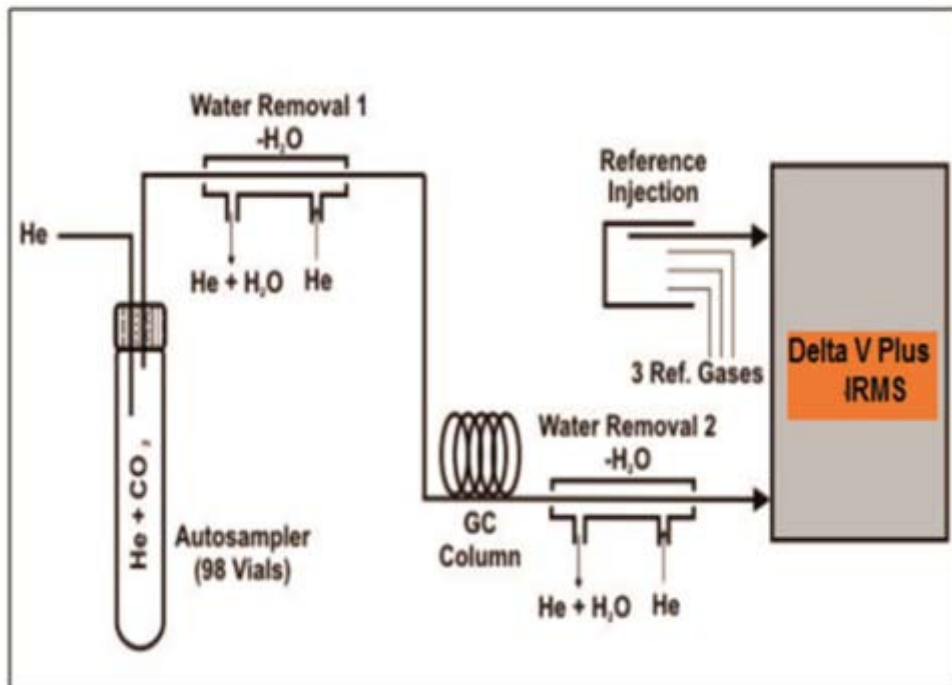 Water Removal 1
-H₂O
He
He + H₂O
He
He + CO₂
Autosampler
(98 Vials)
GC
Column
Reference
Injection
3 Ref. Gases
Water Removal 2
-H₂O
He + H₂O
He
Delta V Plus
IRMS